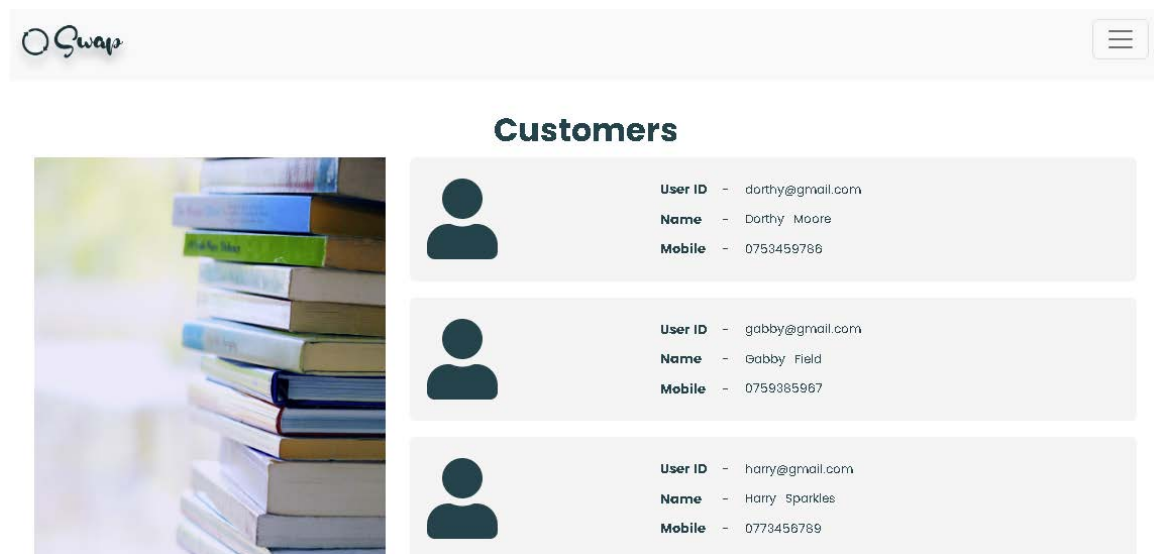 Swap
Customers
User ID - dorthy@gmail.com
Name - Dorthy Moore
Mobile - 0753459786
User ID - gabby@gmail.com
Name - Gabby Field
Mobile - 0759385967
User ID - harry@gmail.com
Name - Harry Sparkles
Mobile - 0773456789